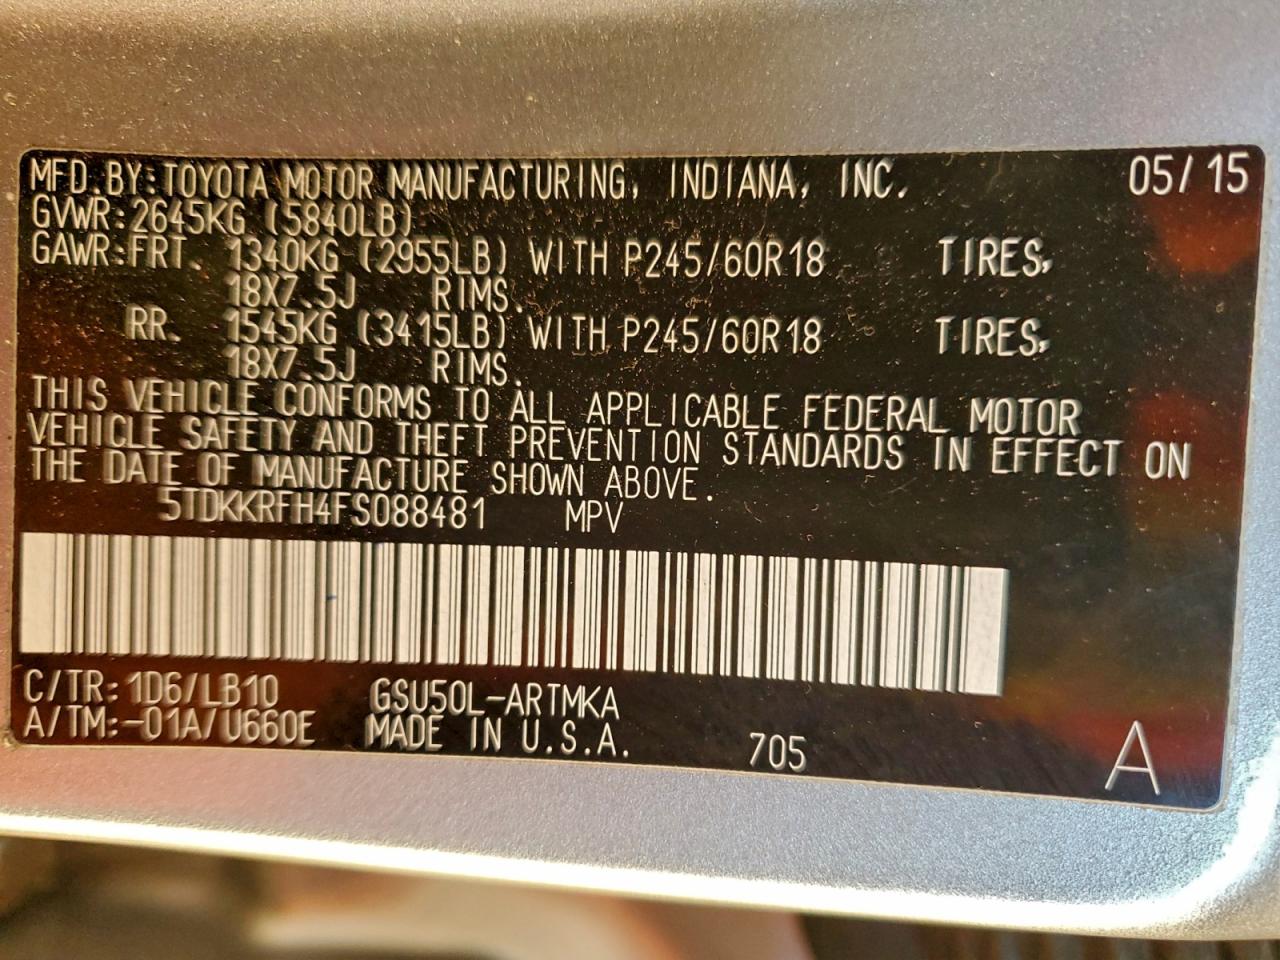 MFD.BY:TOYOTA MOTOR MANUFACTURING, INDIANA, INC. 05/15
GVWR:2645KG (5840LB)
GAWR:FRT. 1340KG (2955LB) WITH P245/60R18 TIRES,
18X7.5J RIMS.
RR. 1545KG (3415LB) WITH P245/60R18 TIRES,
18X7.5J RIMS.
THIS VEHICLE CONFORMS TO ALL APPLICABLE FEDERAL MOTOR
VEHICLE SAFETY AND THEFT PREVENTION STANDARDS IN EFFECT ON
THE DATE OF MANUFACTURE SHOWN ABOVE.
5TDKKRFH4FS088481 MPV
C/TR:1D6/LB10 GSU50L-ARTMKA
A/TM:-01A/U660E MADE IN U.S.A. 705 A